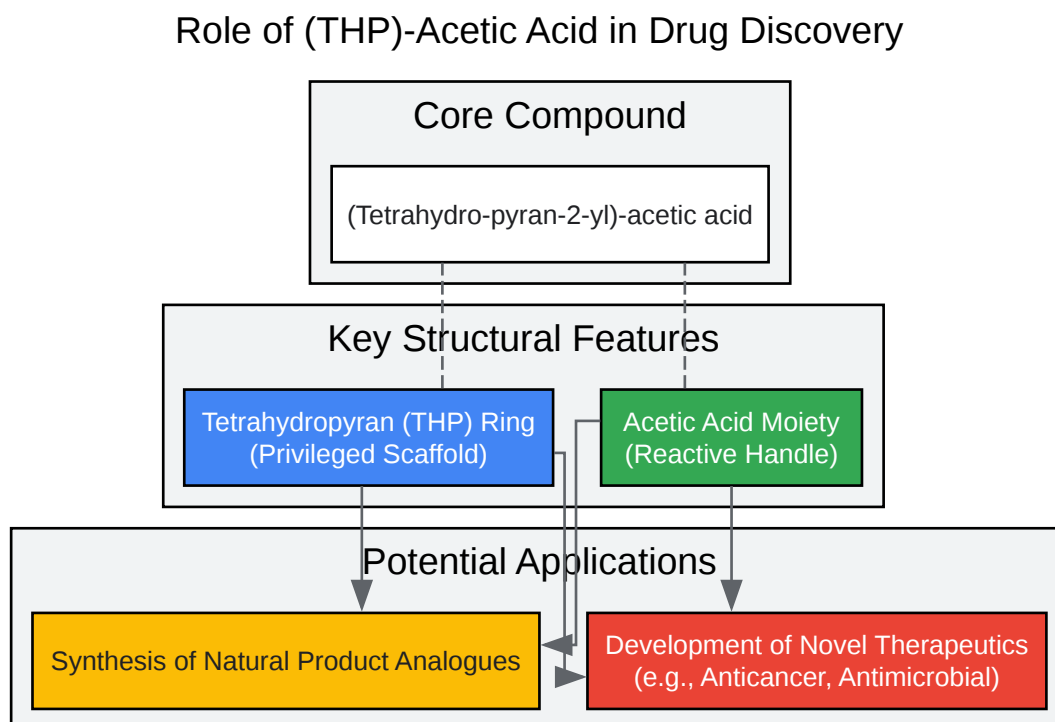 Role of (THP)-Acetic Acid in Drug Discovery
Core Compound
(Tetrahydro-pyran-2-yl)-acetic acid
Key Structural Features
Tetrahydropyran (THP) Ring
(Privileged Scaffold)
Acetic Acid Moiety
(Reactive Handle)
Potential Applications
Synthesis of Natural Product Analogues
Development of Novel Therapeutics
(e.g., Anticancer, Antimicrobial)